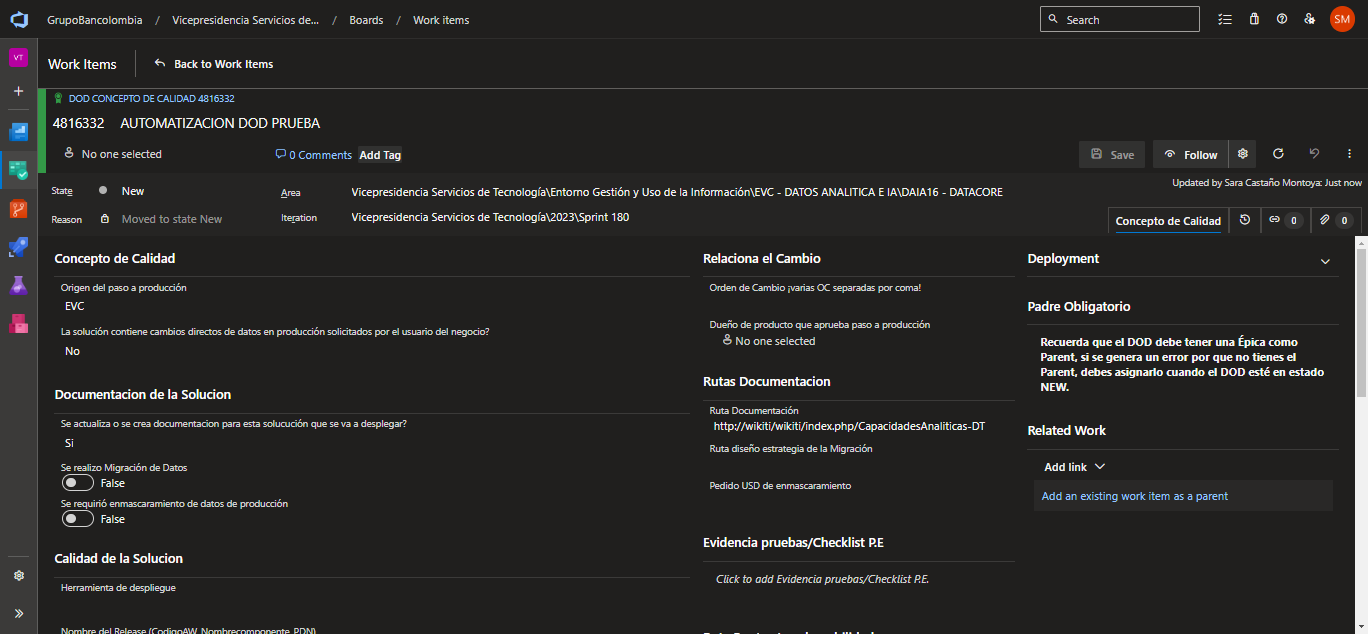 GrupoBancolombia / Vicepresidencia Servicios de... / Boards / Work items
Search
SM
VT
Work Items
Back to Work Items
DOD CONCEPTO DE CALIDAD 4816332
4816332 AUTOMATIZACION DOD PRUEBA
No one selected
0 Comments
Add Tag
Save
Follow
State
New
Area
Vicepresidencia Servicios de Tecnología\Entorno Gestión y Uso de la Información\EVC - DATOS ANALITICA E IA\DAIA16 - DATACORE
Updated by Sara Castaño Montoya: Just now
Reason
Moved to state New
Iteration
Vicepresidencia Servicios de Tecnología\2023\Sprint 180
Concepto de Calidad
0
0
Concepto de Calidad
Origen del paso a producción
EVC
La solución contiene cambios directos de datos en producción solicitados por el usuario del negocio?
No
Documentacion de la Solucion
Se actualiza o se crea documentacion para esta solucución que se va a desplegar?
Si
Se realizo Migración de Datos
False
Se requirió enmascaramiento de datos de producción
False
Calidad de la Solucion
Herramienta de despliegue
Nombre del Release (CodigoAW_Nombrecomponente_PDN)
Relaciona el Cambio
Orden de Cambio ¡varias OC separadas por coma!
Dueño de producto que aprueba paso a producción
No one selected
Rutas Documentacion
Ruta Documentación
http://wikiti/wikiti/index.php/CapacidadesAnaliticas-DT
Ruta diseño estrategia de la Migración
Pedido USD de enmascaramiento
Evidencia pruebas/Checklist P.E
Click to add Evidencia pruebas/Checklist P.E.
Deployment
Padre Obligatorio
Recuerda que el DOD debe tener una Épica como
Parent, si se genera un error por que no tienes el
Parent, debes asignarlo cuando el DOD esté en estado
NEW.
Related Work
Add link
Add an existing work item as a parent